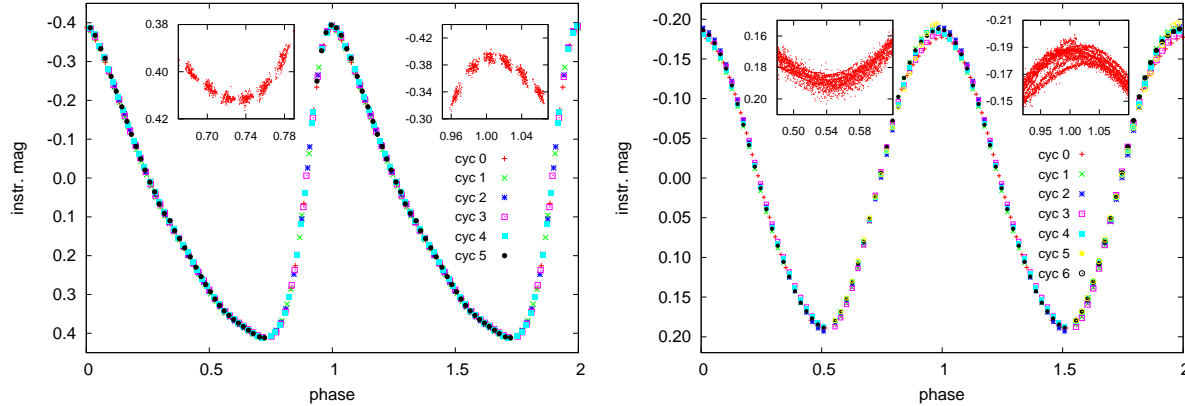 -0.4
-0.3
-0.2
-0.1
0.0
0.1
0.2
0.3
0.4
instr. mag
0 0.5 1 1.5 2
phase
0.38
0.40
0.42
0.70 0.74 0.78
-0.42
-0.38
-0.34
-0.30
0.96 1.00 1.04
cyc 0
cyc 1
cyc 2
cyc 3
cyc 4
cyc 5
-0.20
-0.15
-0.10
-0.05
0.00
0.05
0.10
0.15
0.20
instr. mag
0 0.5 1 1.5 2
phase
0.16
0.18
0.20
0.50 0.54 0.58
-0.21
-0.19
-0.17
-0.15
0.95 1.00 1.05
cyc 0
cyc 1
cyc 2
cyc 3
cyc 4
cyc 5
cyc 6